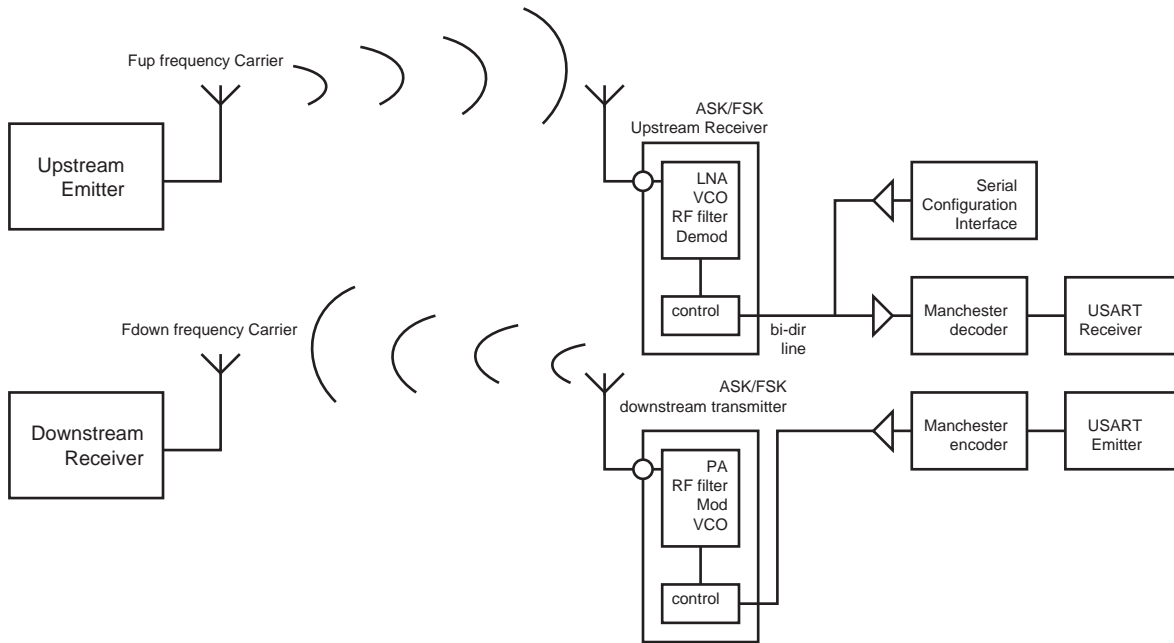 Fup frequency Carrier
Upstream
Emitter
ASK/FSK
Upstream Receiver
LNA
VCO
RF filter
Demod
control
bi-dir
line
Serial
Configuration
Interface
Manchester
decoder
USART
Receiver
Fdown frequency Carrier
Downstream
Receiver
ASK/FSK
downstream transmitter
PA
RF filter
Mod
VCO
control
Manchester
encoder
USART
Emitter